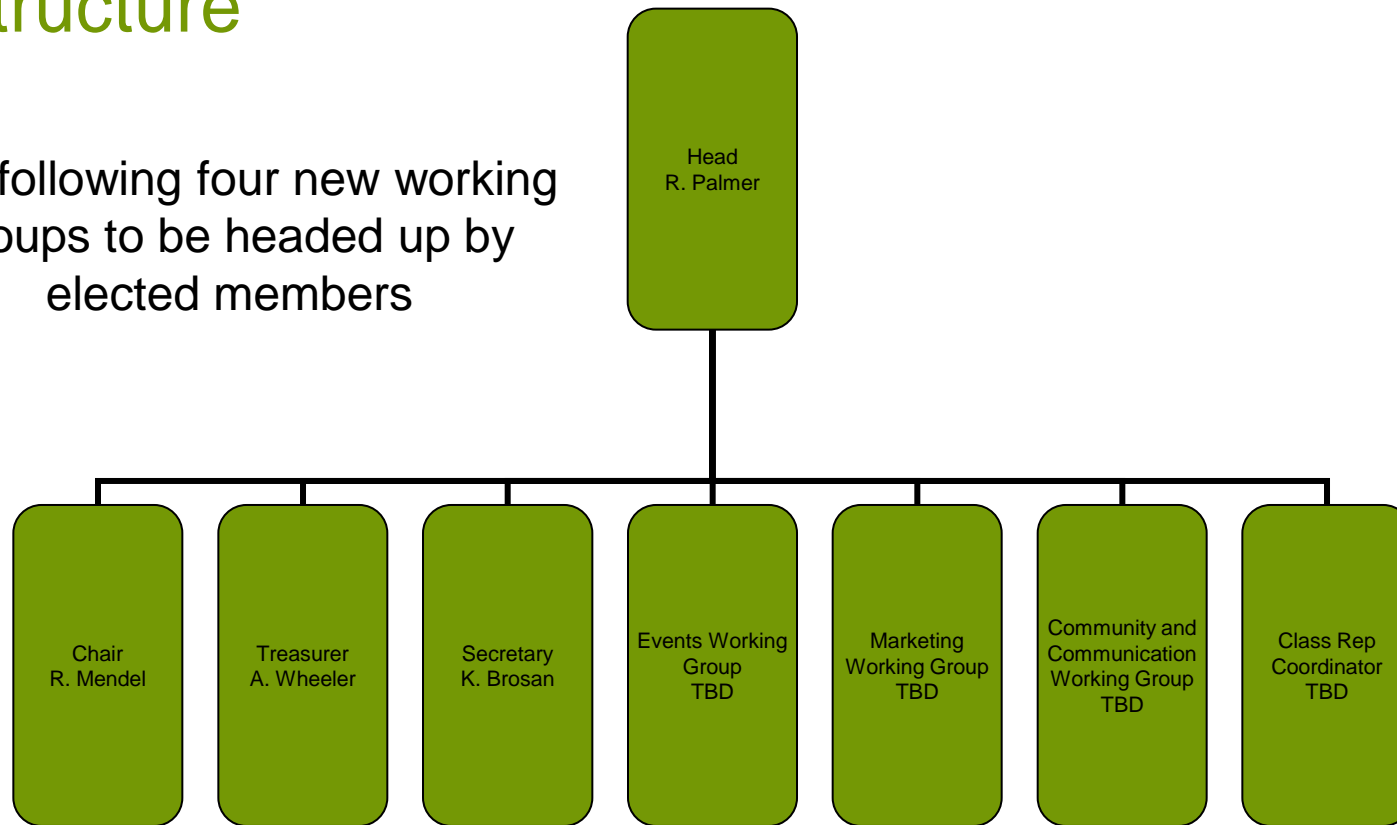 tructure
following four new working
oups to be headed up by
elected members
Head
R. Palmer
Chair
R. Mendel
Treasurer
A. Wheeler
Secretary
K. Brosan
Events Working
Group
TBD
Marketing
Working Group
TBD
Community and
Communication
Working Group
TBD
Class Rep
Coordinator
TBD